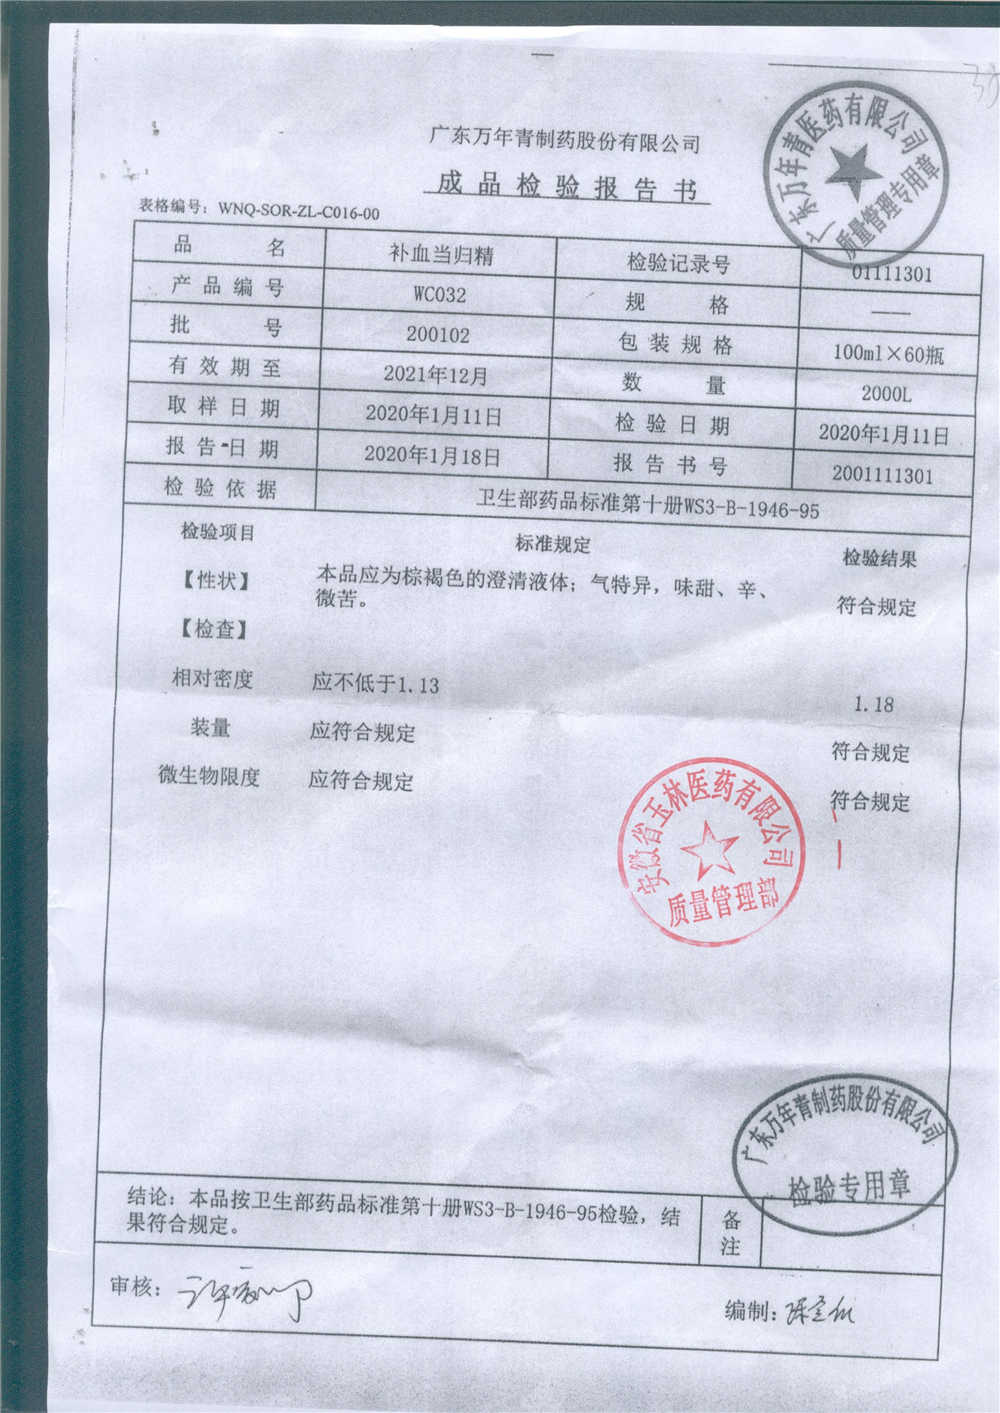 广东万年青制药股份有限公司
成品检验报告书
表格编号：WNQ-SOR-ZL-C016-00
广东万年青医药有限公司
质量管理专用章
品名 补血当归精 检验记录号 01111301
产品编号 WC032 规格 ——
批号 200102 包装规格 100ml×60瓶
有效期至 2021年12月 数量 2000L
取样日期 2020年1月11日 检验日期 2020年1月11日
报告日期 2020年1月18日 报告书号 2001111301
检验依据 卫生部药品标准第十册WS3-B-1946-95
检验项目 标准规定 检验结果
【性状】 本品应为棕褐色的澄清液体；气特异，味甜、辛、 符合规定
微苦。
【检查】
相对密度 应不低于1.13 1.18
装量 应符合规定 符合规定
微生物限度 应符合规定 符合规定
安徽省玉林医药有限公司
质量管理部
广东万年青制药股份有限公司
检验专用章
结论：本品按卫生部药品标准第十册WS3-B-1946-95检验，结
果符合规定。
备
注
审核：
编制：